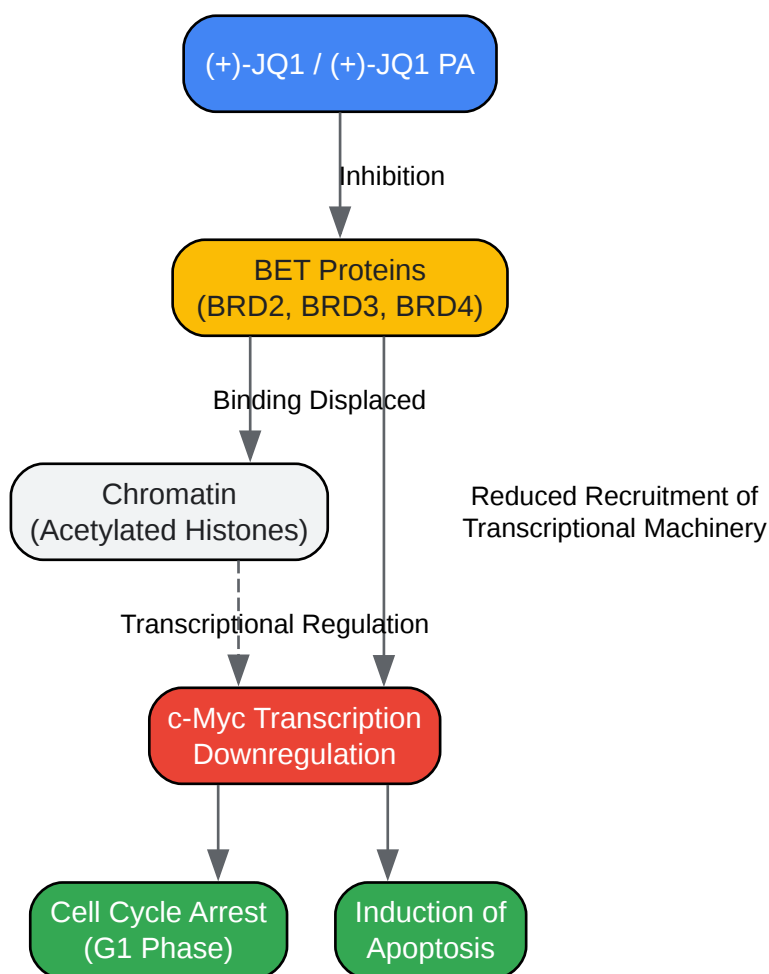 (+)-JQ1 / (+)-JQ1 PA
Inhibition
BET Proteins
(BRD2, BRD3, BRD4)
Binding Displaced
Chromatin
(Acetylated Histones)
Reduced Recruitment of
Transcriptional Machinery
Transcriptional Regulation
c-Myc Transcription
Downregulation
Cell Cycle Arrest
(G1 Phase)
Induction of
Apoptosis